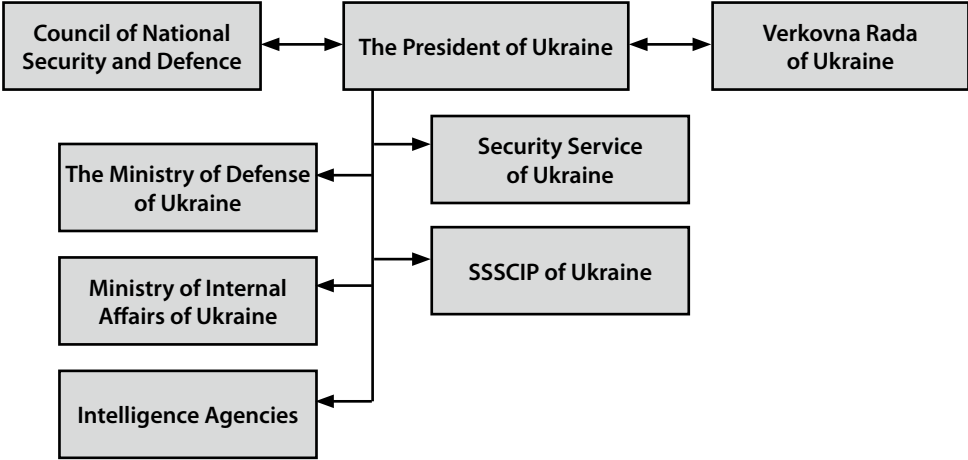 Council of National
Security and Defence
The President of Ukraine
Verkovna Rada
of Ukraine
Security Service
of Ukraine
The Ministry of Defense
of Ukraine
SSSCIP of Ukraine
Ministry of Internal
Affairs of Ukraine
Intelligence Agencies